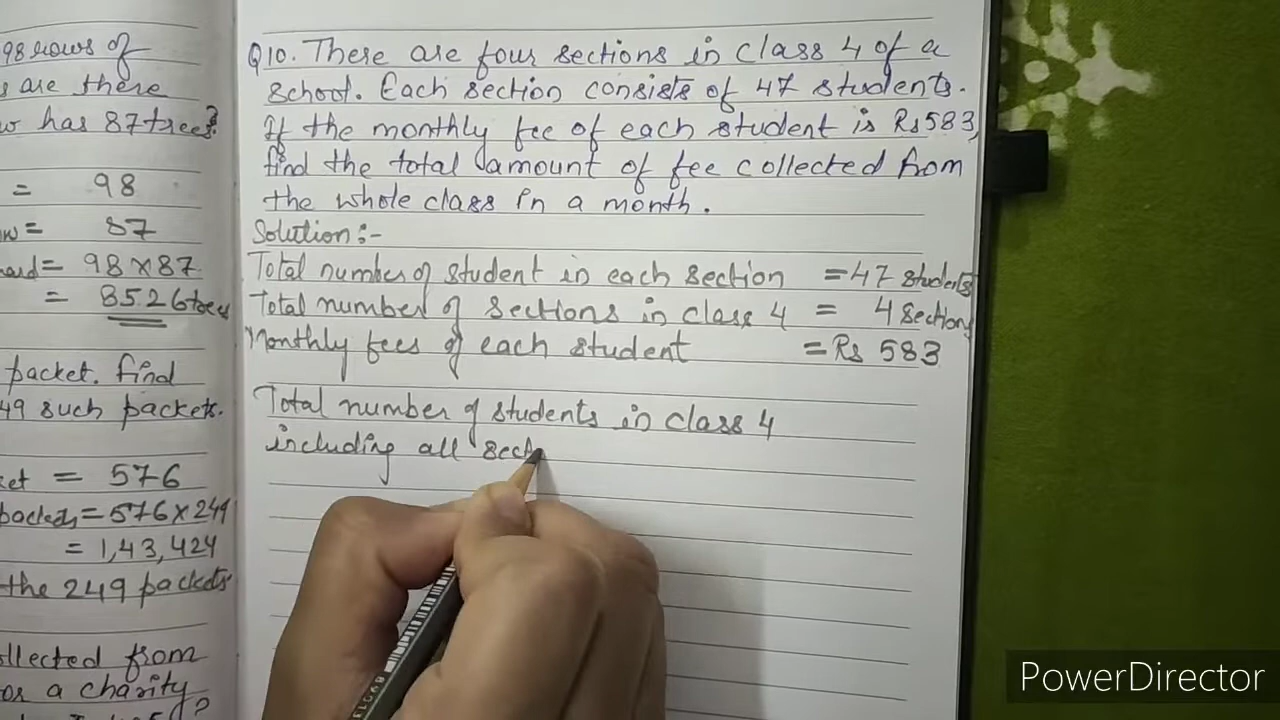 98 rows of
are there
has 87 trees?
= 98
= 87
= 98×87
= 8526 trees
packet. find
49 such packets.
= 576
packets = 576×249
= 1,43,424
the 249 packets
collected from
or a charity
Q10. There are four sections in class 4 of a
school. Each section consists of 47 students.
If the monthly fee of each student is Rs 583,
find the total amount of fee collected from
the whole class in a month.
Solution :-
Total number of student in each section = 47 students
Total number of sections in class 4 = 4 sections
Monthly fees of each student = Rs 583
Total number of students in class 4
including all sect
PowerDirector